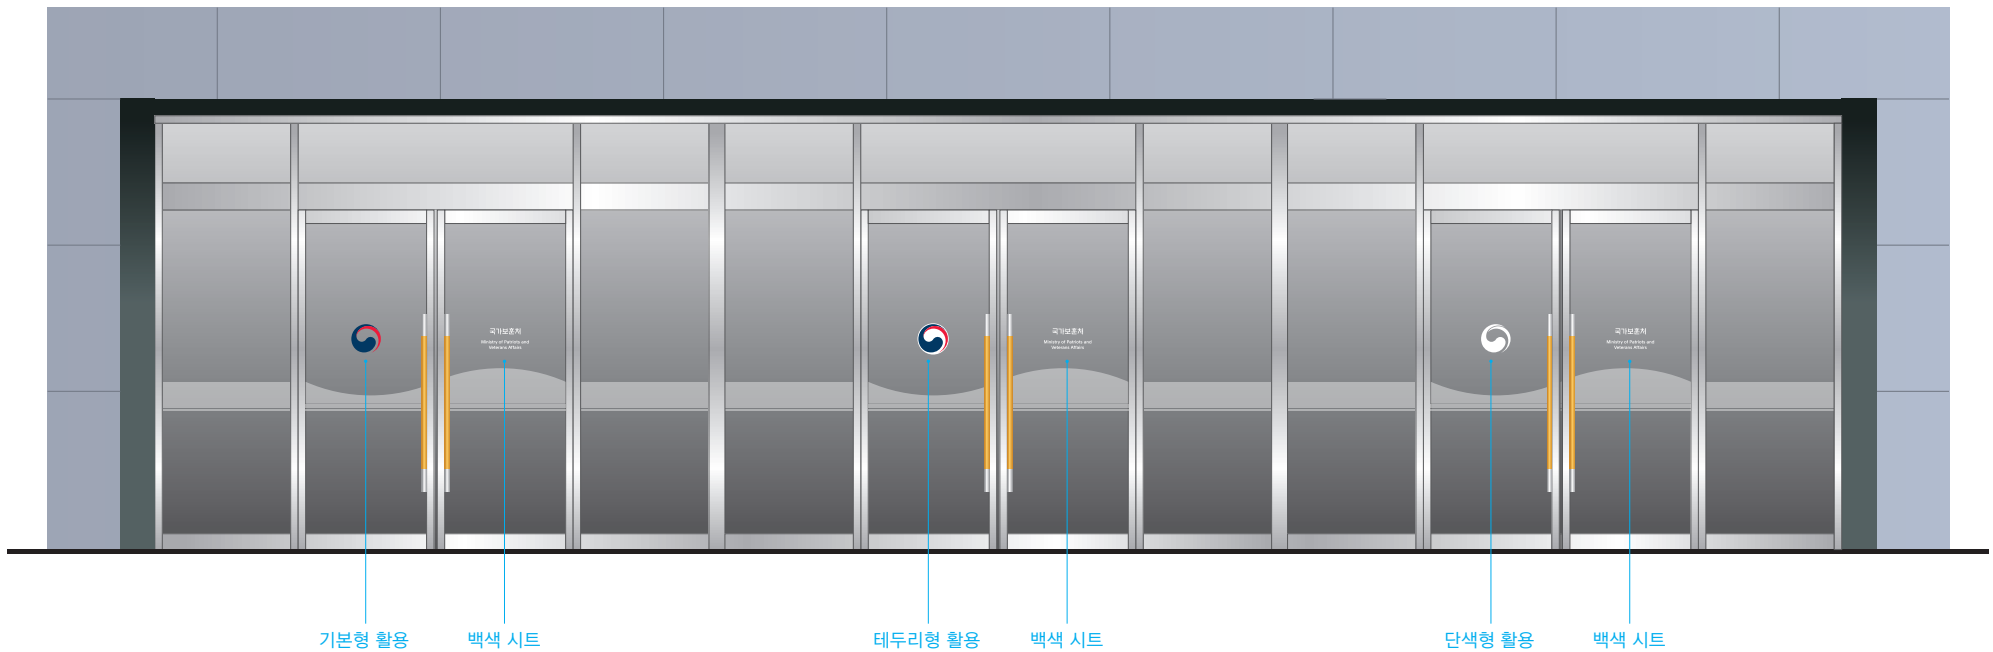 국가보훈처
Ministry of Patriots and
Veterans Affairs
국가보훈처
Ministry of Patriots and
Veterans Affairs
국가보훈처
Ministry of Patriots and
Veterans Affairs
기본형 활용
백색 시트
테두리형 활용
백색 시트
단색형 활용
백색 시트